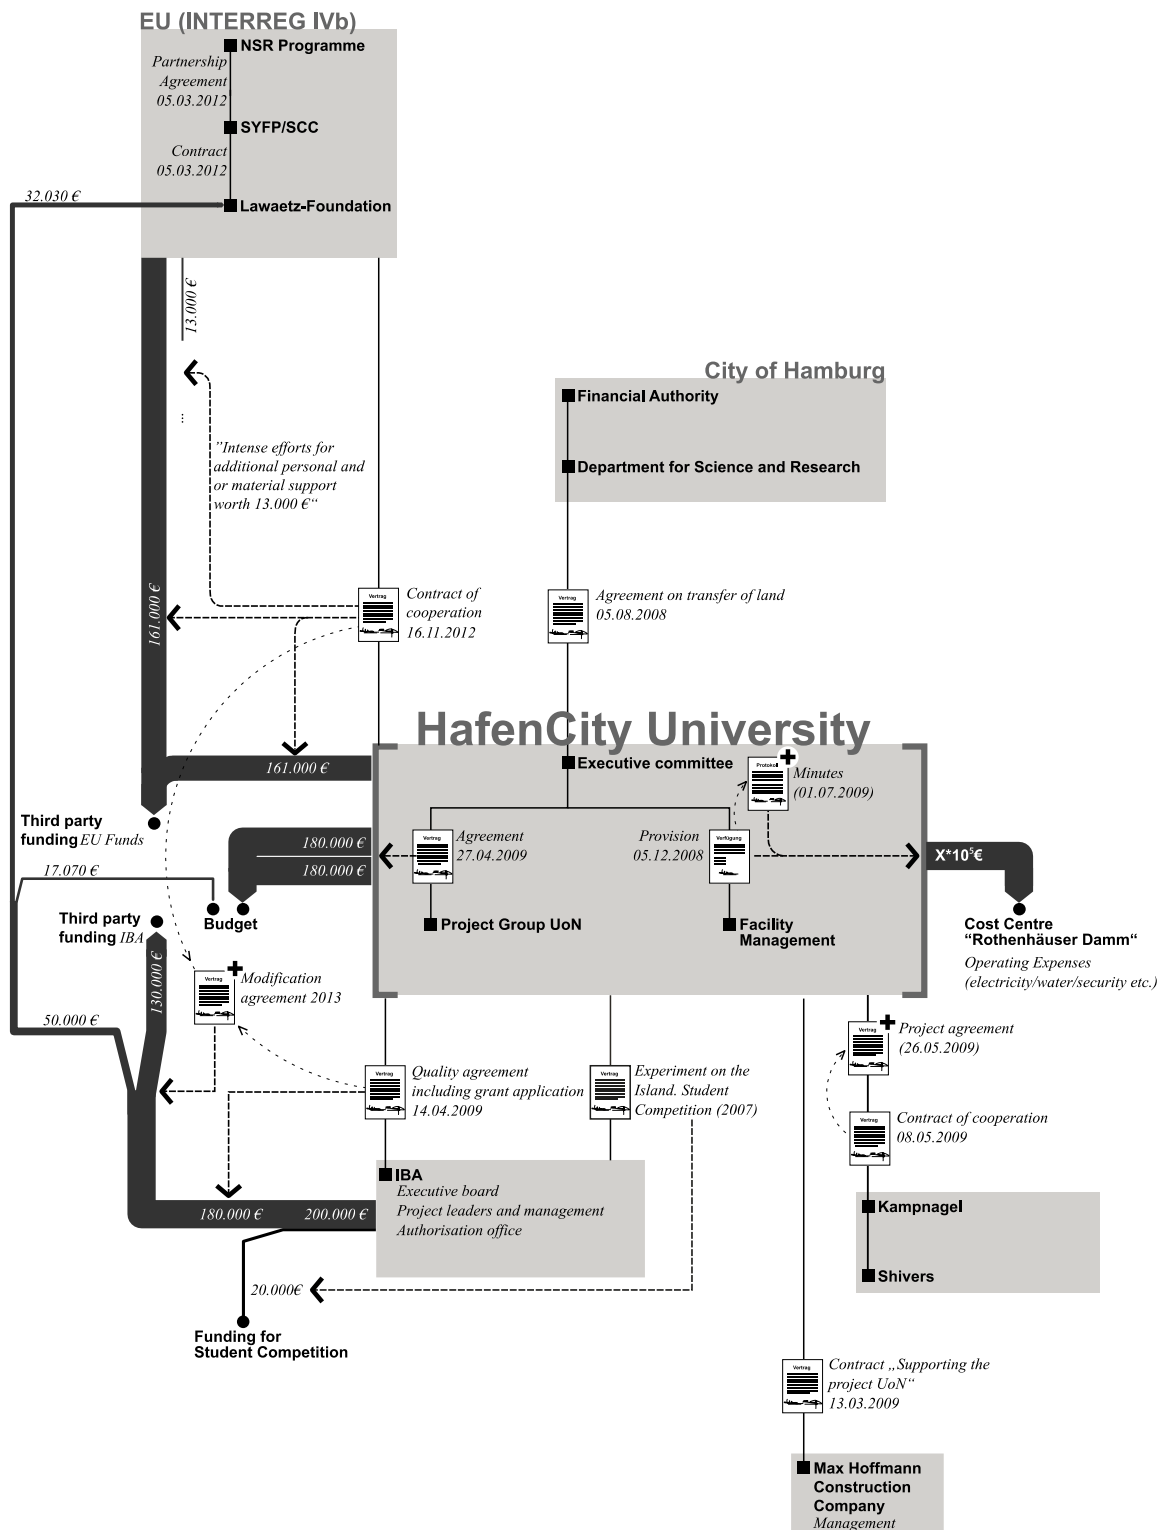 EU (INTERREG IVb)
NSR Programme
Partnership
Agreement
05.03.2012
SYFP/SCC
Contract
05.03.2012
32.030 €
Lawaetz-Foundation
13.000 €
...
"Intense efforts for
additional personal and
or material support
worth 13.000 €“
City of Hamburg
Financial Authority
Department for Science and Research
161.000 €
Vertrag
Contract of
cooperation
16.11.2012
Vertrag
Agreement on transfer of land
05.08.2008
HafenCity University
161.000 €
Executive committee
Protokoll
Minutes
(01.07.2009)
Third party
funding EU Funds
180.000 €
180.000 €
Vertrag
Agreement
27.04.2009
Provision
05.12.2008
Verfügung
X*10⁵€
17.070 €
Third party
funding IBA
Budget
Project Group UoN
Facility
Management
Cost Centre
“Rothenhäuser Damm“
Operating Expenses
(electricity/water/security etc.)
130.000 €
Vertrag
Modification
agreement 2013
50.000 €
Vertrag
Quality agreement
including grant application
14.04.2009
Vertrag
Experiment on the
Island. Student
Competition (2007)
Vertrag
Project agreement
(26.05.2009)
Vertrag
Contract of cooperation
08.05.2009
IBA
Executive board
Project leaders and management
Authorisation office
180.000 €
200.000 €
Kampnagel
Shivers
20.000€
Funding for
Student Competition
Vertrag
Contract „Supporting the
project UoN“
13.03.2009
Max Hoffmann
Construction
Company
Management